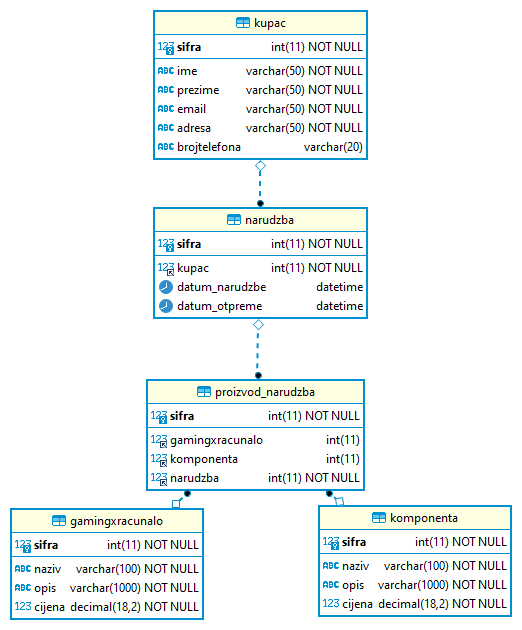 kupac
123 sifra int(11) NOT NULL
ABC ime varchar(50) NOT NULL
ABC prezime varchar(50) NOT NULL
ABC email varchar(50) NOT NULL
ABC adresa varchar(50) NOT NULL
ABC brojtelefona varchar(20)
narudzba
123 sifra int(11) NOT NULL
123 kupac int(11) NOT NULL
datum_narudzbe datetime
datum_otpreme datetime
proizvod_narudzba
123 sifra int(11) NOT NULL
123 gamingxracunalo int(11)
123 komponenta int(11)
123 narudzba int(11) NOT NULL
gamingxracunalo
123 sifra int(11) NOT NULL
ABC naziv varchar(100) NOT NULL
ABC opis varchar(1000) NOT NULL
123 cijena decimal(18,2) NOT NULL
komponenta
123 sifra int(11) NOT NULL
ABC naziv varchar(100) NOT NULL
ABC opis varchar(1000) NOT NULL
123 cijena decimal(18,2) NOT NULL